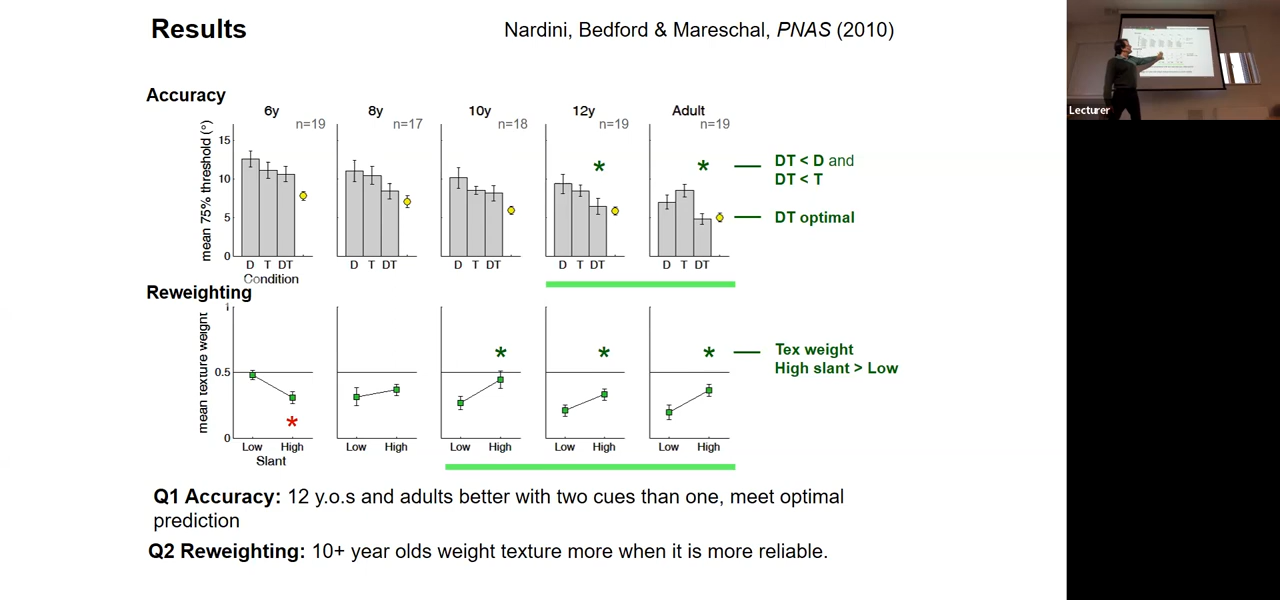 Results
Nardini, Bedford & Mareschal, PNAS (2010)
Lecturer
Accuracy
6y
8y
10y
12y
Adult
n=19
n=17
n=18
n=19
n=19
mean 75% threshold (°)
15
10
5
0
*
*
DT < D and
DT < T
DT optimal
D T DT
D T DT
D T DT
D T DT
D T DT
Condition
Reweighting
mean texture weight
1
0.5
0
*
*
*
*
Tex weight
High slant > Low
Low High
Low High
Low High
Low High
Low High
Slant
Q1 Accuracy: 12 y.o.s and adults better with two cues than one, meet optimal
prediction
Q2 Reweighting: 10+ year olds weight texture more when it is more reliable.